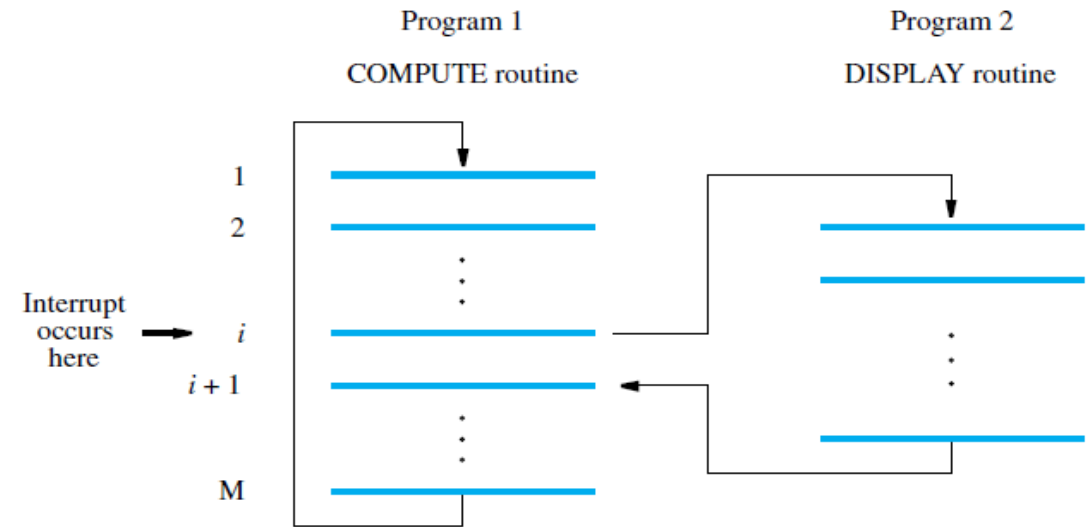 Program 1
COMPUTE routine
Program 2
DISPLAY routine
1
2
Interrupt
occurs
here
i
i + 1
M